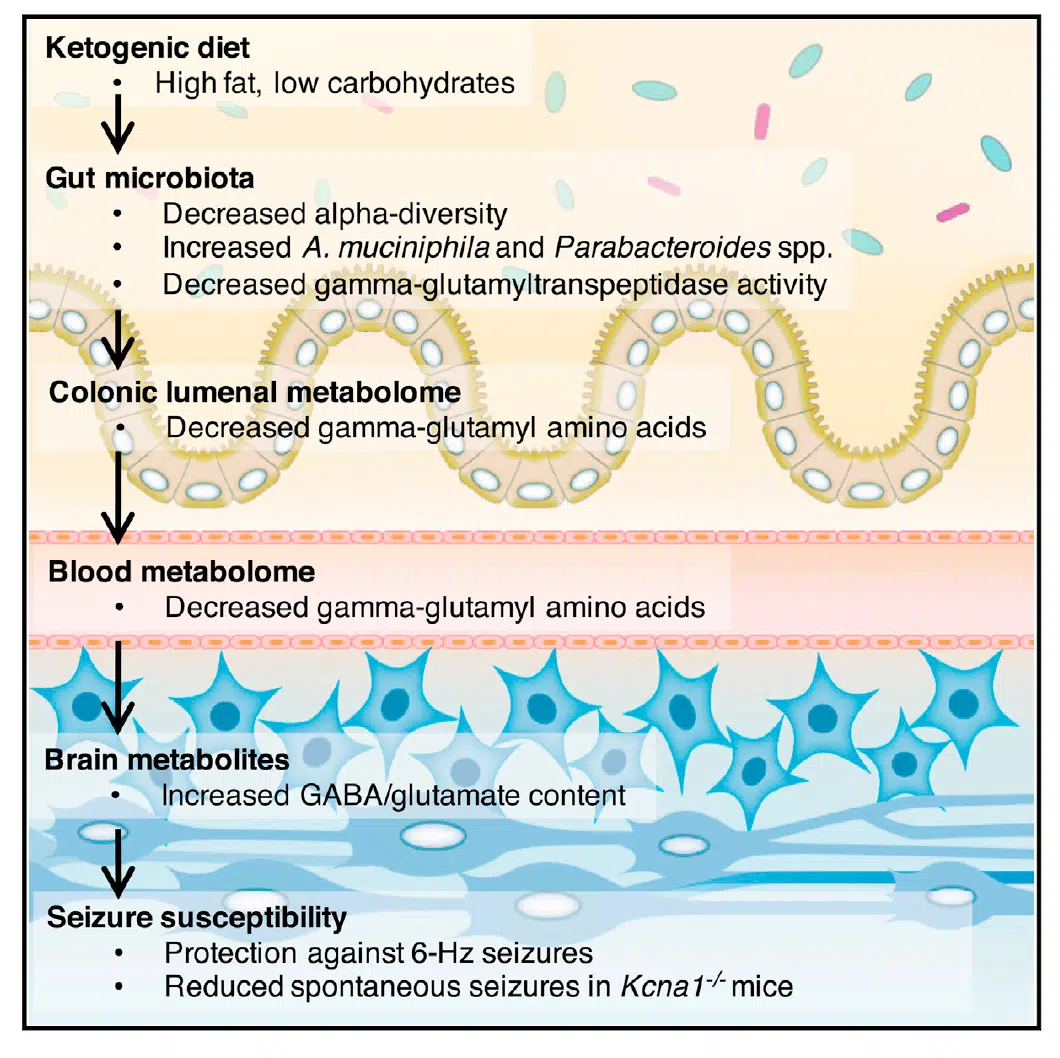 Ketogenic diet
• High fat, low carbohydrates
Gut microbiota
• Decreased alpha-diversity
• Increased A. muciniphila and Parabacteroides spp.
• Decreased gamma-glutamyltranspeptidase activity
Colonic lumenal metabolome
• Decreased gamma-glutamyl amino acids
Blood metabolome
• Decreased gamma-glutamyl amino acids
Brain metabolites
• Increased GABA/glutamate content
Seizure susceptibility
• Protection against 6-Hz seizures
• Reduced spontaneous seizures in Kcna1-/- mice